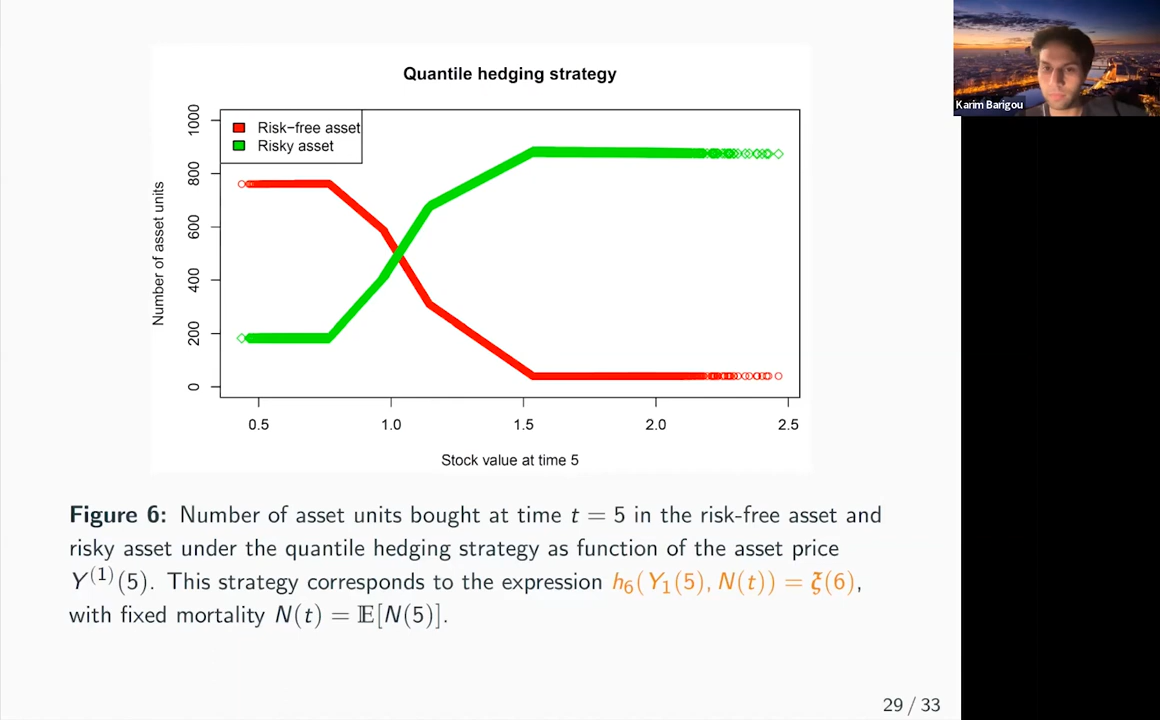 Quantile hedging strategy
Risk−free asset
Risky asset
Number of asset units
1000
800
600
400
200
0
0.5 1.0 1.5 2.0 2.5
Stock value at time 5
Figure 6: Number of asset units bought at time t = 5 in the risk-free asset and
risky asset under the quantile hedging strategy as function of the asset price
Y⁽¹⁾(5). This strategy corresponds to the expression h₆(Y₁(5), N(t)) = ξ(6),
with fixed mortality N(t) = 𝔼[N(5)].
29 / 33
Karim Barigou